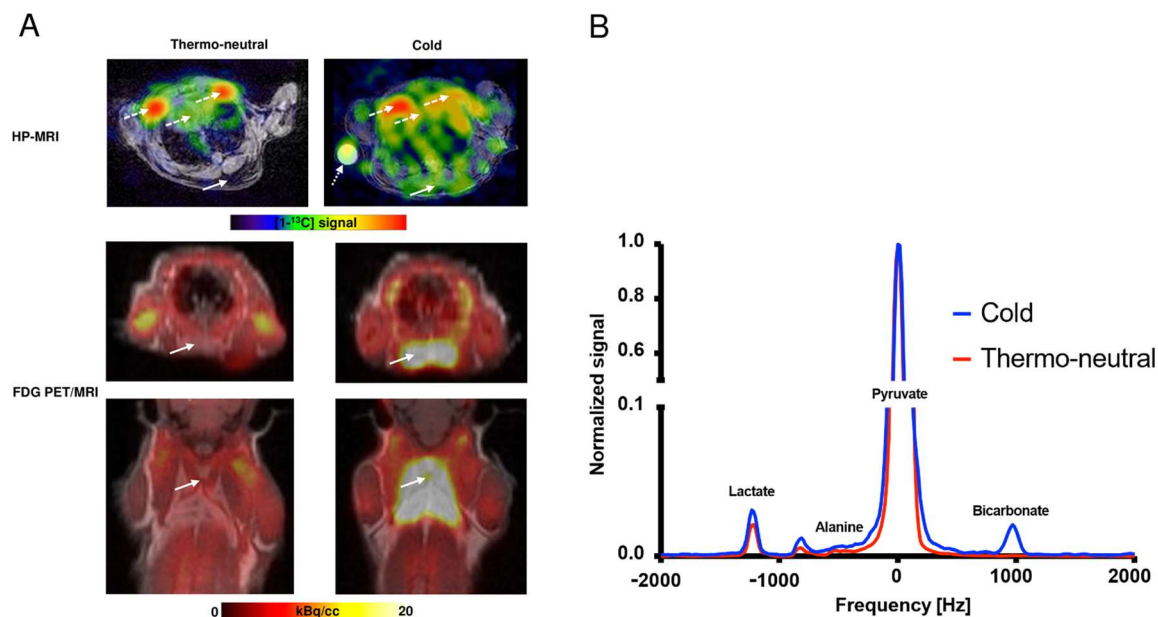 A
Thermo-neutral
Cold
HP-MRI
[1-¹³C] signal
FDG PET/MRI
0 kBq/cc 20
B
1.0
0.8
0.6
0.1
0.0
Normalized signal
Cold
Thermo-neutral
Pyruvate
Lactate
Alanine
Bicarbonate
-2000 -1000 0 1000 2000
Frequency [Hz]